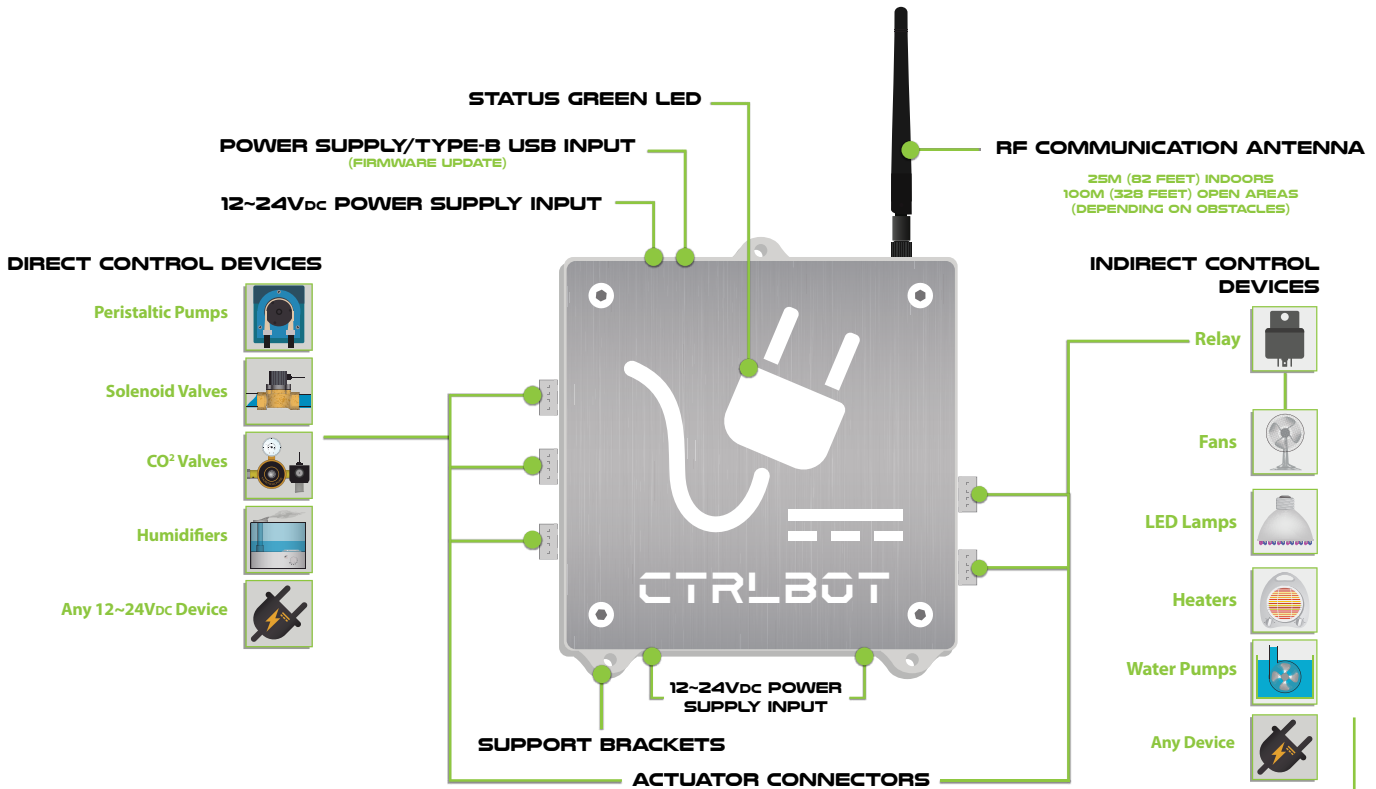 STATUS GREEN LED
POWER SUPPLY/TYPE-B USB INPUT
(FIRMWARE UPDATE)
12~24VDC POWER SUPPLY INPUT
RF COMMUNICATION ANTENNA
25M (82 FEET) INDOORS
100M (328 FEET) OPEN AREAS
(DEPENDING ON OBSTACLES)
DIRECT CONTROL DEVICES
Peristaltic Pumps
Solenoid Valves
CO² Valves
Humidifiers
Any 12~24VDC Device
INDIRECT CONTROL
DEVICES
Relay
Fans
LED Lamps
Heaters
Water Pumps
Any Device
CTRLBOT
12~24VDC POWER
SUPPLY INPUT
SUPPORT BRACKETS
ACTUATOR CONNECTORS